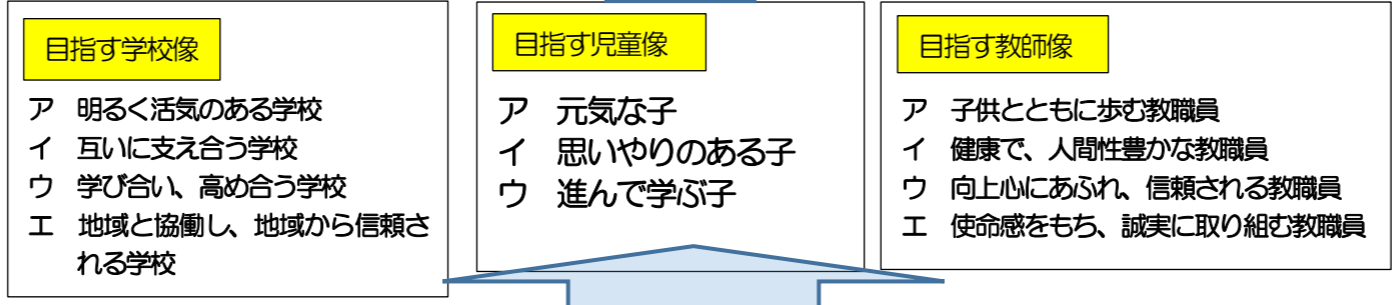 目指す学校像
ア 明るく活気のある学校
イ 互いに支え合う学校
ウ 学び合い、高め合う学校
エ 地域と協働し、地域から信頼さ
れる学校
目指す児童像
ア 元気な子
イ 思いやりのある子
ウ 進んで学ぶ子
目指す教師像
ア 子供とともに歩む教職員
イ 健康で、人間性豊かな教職員
ウ 向上心にあふれ、信頼される教職員
エ 使命感をもち、誠実に取り組む教職員